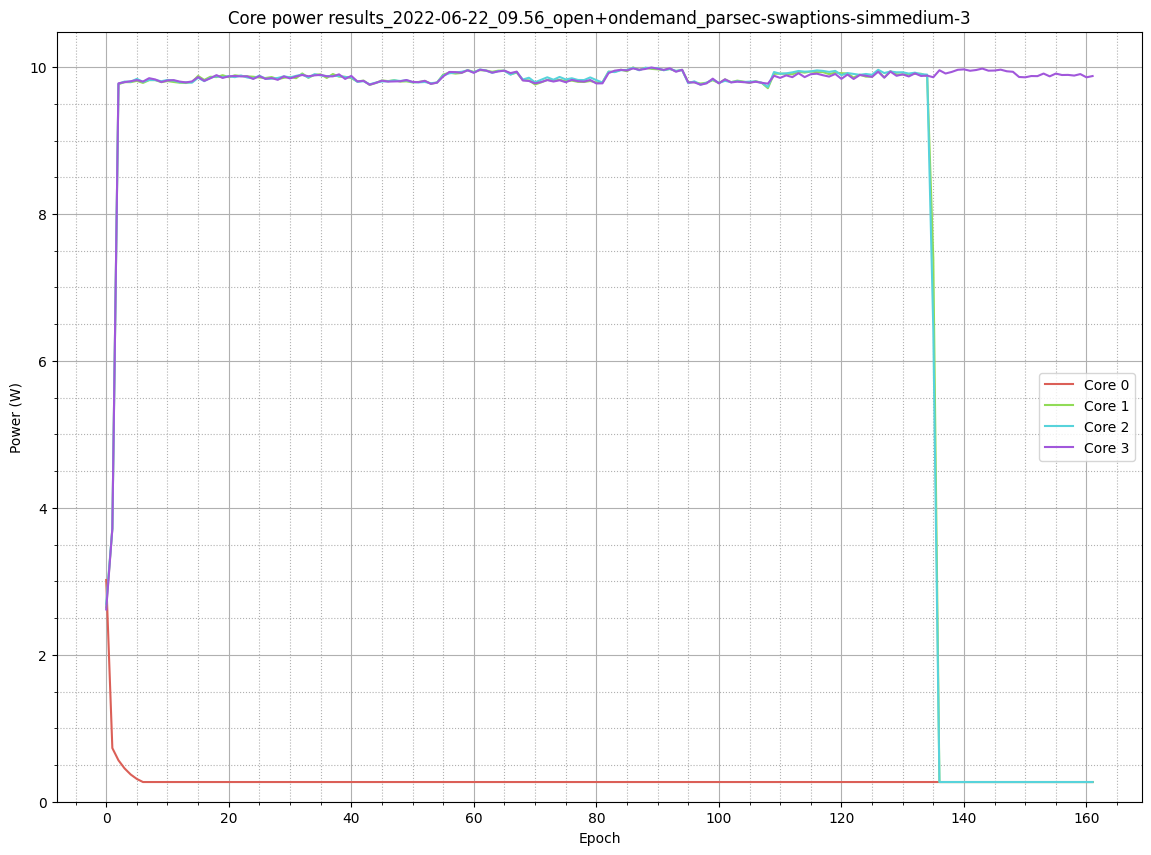 Core power results_2022-06-22_09.56_open+ondemand_parsec-swaptions-simmedium-3
10
8
6
4
2
0
Power (W)
Core 0
Core 1
Core 2
Core 3
0 20 40 60 80 100 120 140 160
Epoch